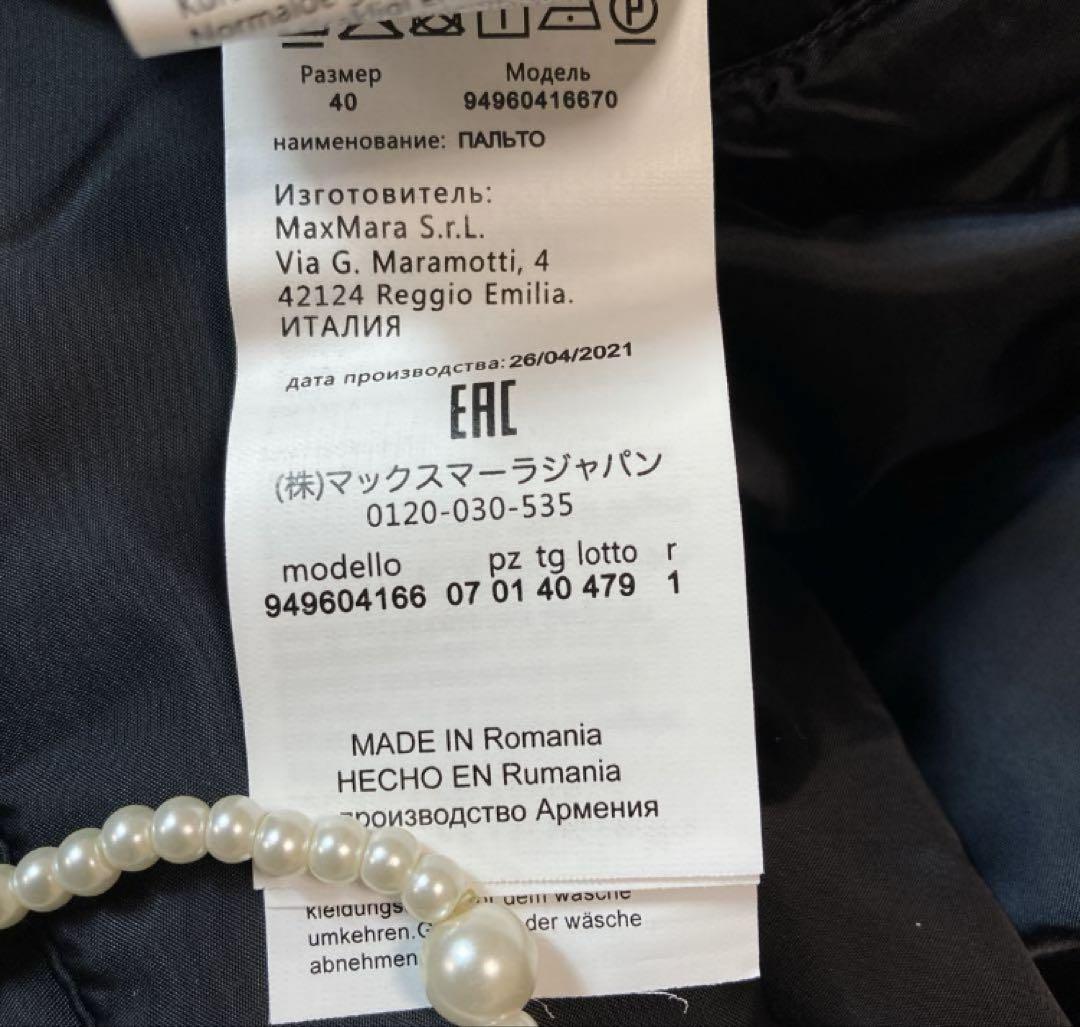 Размер Модель
40 94960416670
наименование: ПАЛЬТО
Изготовитель:
MaxMara S.r.L.
Via G. Maramotti, 4
42124 Reggio Emilia.
ИТАЛИЯ
дата производства: 26/04/2021
EAC
(株)マックスマーラジャパン
0120-030-535
modello pz tg lotto r
949604166 07 01 40 479 1
MADE IN Romania
HECHO EN Rumania
производство Армения
dem wäsche
umkehren. der wäsche
abnehmen